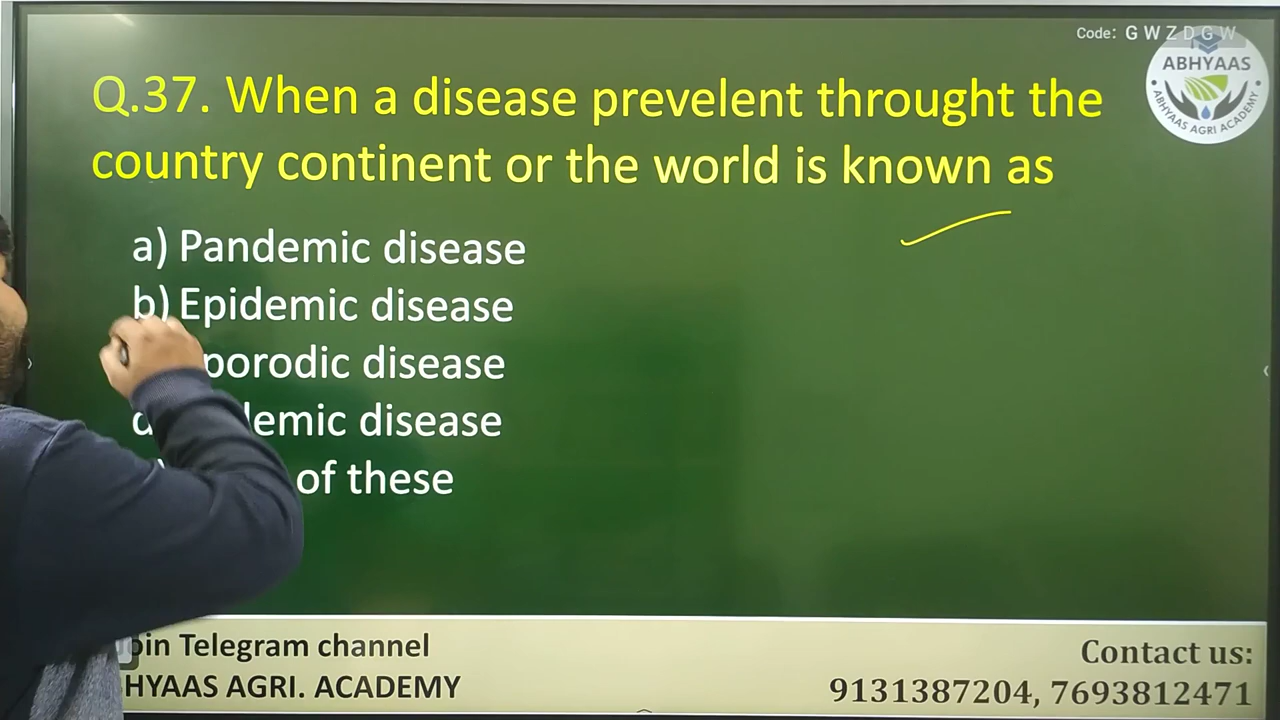 Code: G W Z D G W
ABHYAAS
ABHYAAS AGRI ACADEMY
Q.37. When a disease prevelent throught the
country continent or the world is known as
a) Pandemic disease
b) Epidemic disease
porodic disease
d lemic disease
) of these
oin Telegram channel
HYAAS AGRI. ACADEMY
Contact us:
9131387204, 7693812471